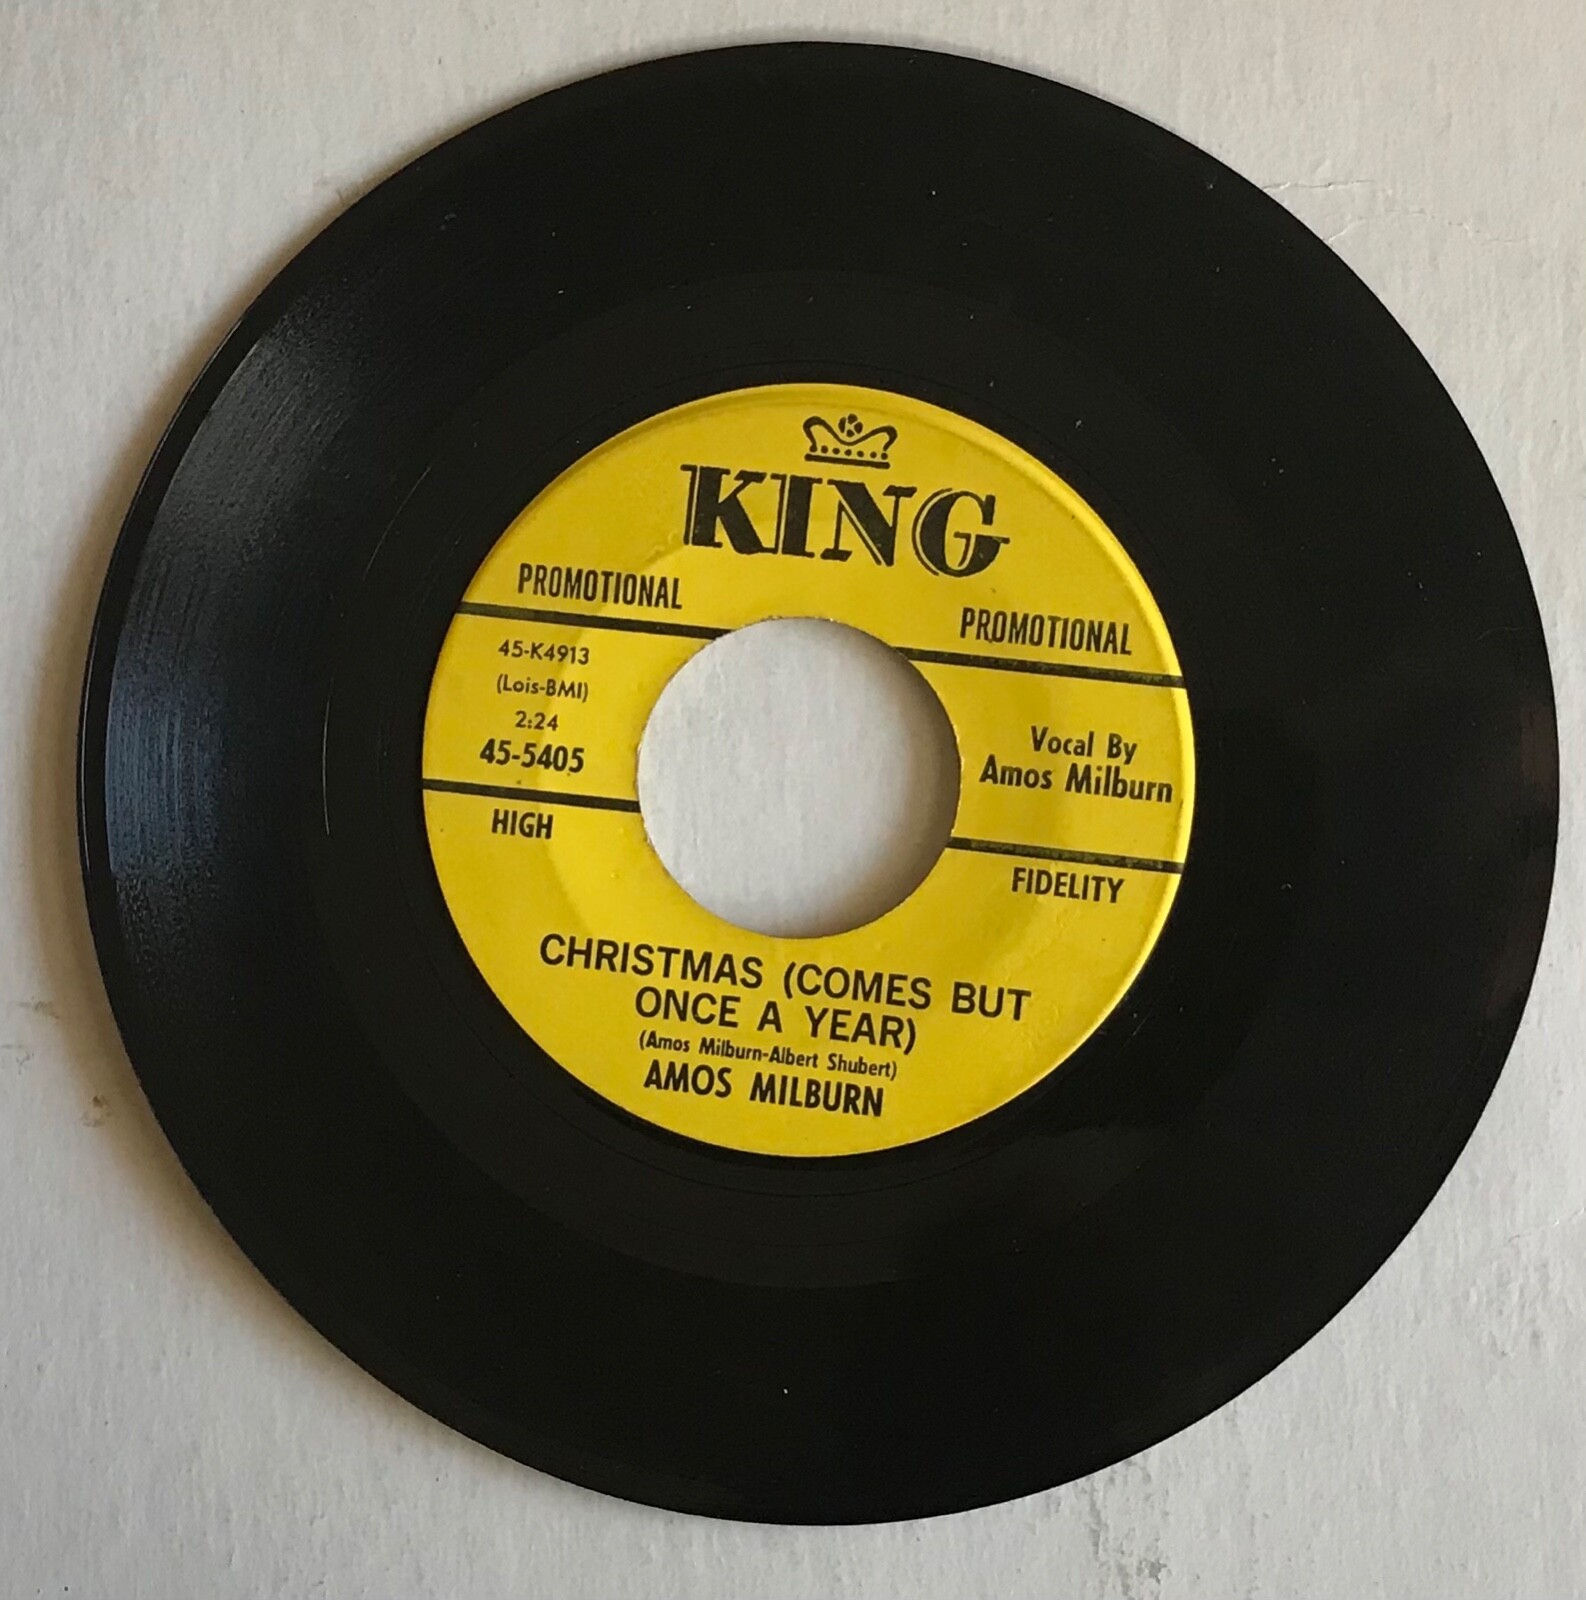 K
KING
PROMOTIONAL
PROMOTIONAL
45-K4913
(Lois-BMI)
2:24
45-5405
Vocal By
Amos Milburn
HIGH
FIDELITY
CHRISTMAS (COMES BUT
ONCE A YEAR)
(Amos Milburn-Albert Shubert)
AMOS MILBURN